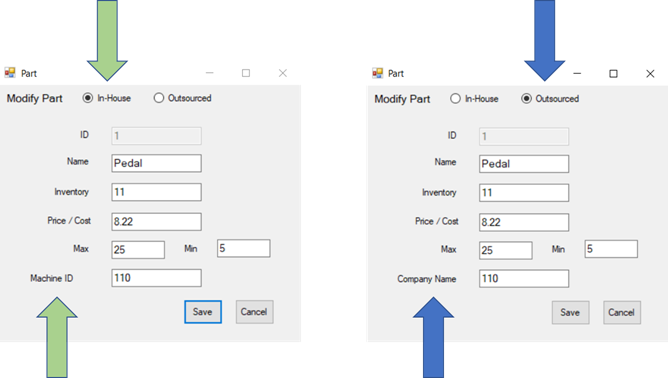 Part
Modify Part In-House Outsourced
ID 1
Name Pedal
Inventory 11
Price / Cost 8.22
Max 25 Min 5
Machine ID 110
Save Cancel
Part
Modify Part In-House Outsourced
ID 1
Name Pedal
Inventory 11
Price / Cost 8.22
Max 25 Min 5
Company Name 110
Save Cancel